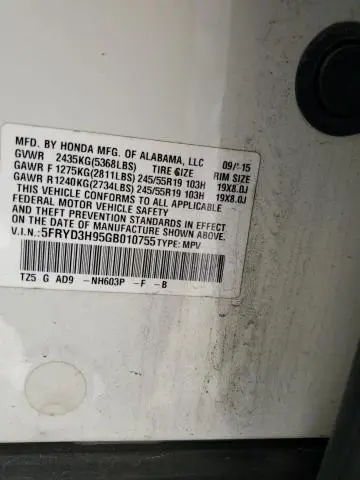 MFD. BY HONDA MFG. OF ALABAMA, LLC 09/15
GVWR 2435KG(5368LBS) TIRE SIZE RIM SIZE
GAWR F 1275KG(2811LBS) 245/55R19 103H 19X8.0J
GAWR R1240KG(2734LBS) 245/55R19 103H 19X8.0J
THIS VEHICLE CONFORMS TO ALL APPLICABLE
FEDERAL MOTOR VEHICLE SAFETY
AND THEFT PREVENTION STANDARDS IN EFFECT
ON THE DATE OF MANUFACTURE SHOWN ABOVE.
V.I.N.:5FRYD3H95GB010755 TYPE: MPV
TZ5 G AD9 -NH603P -F -B